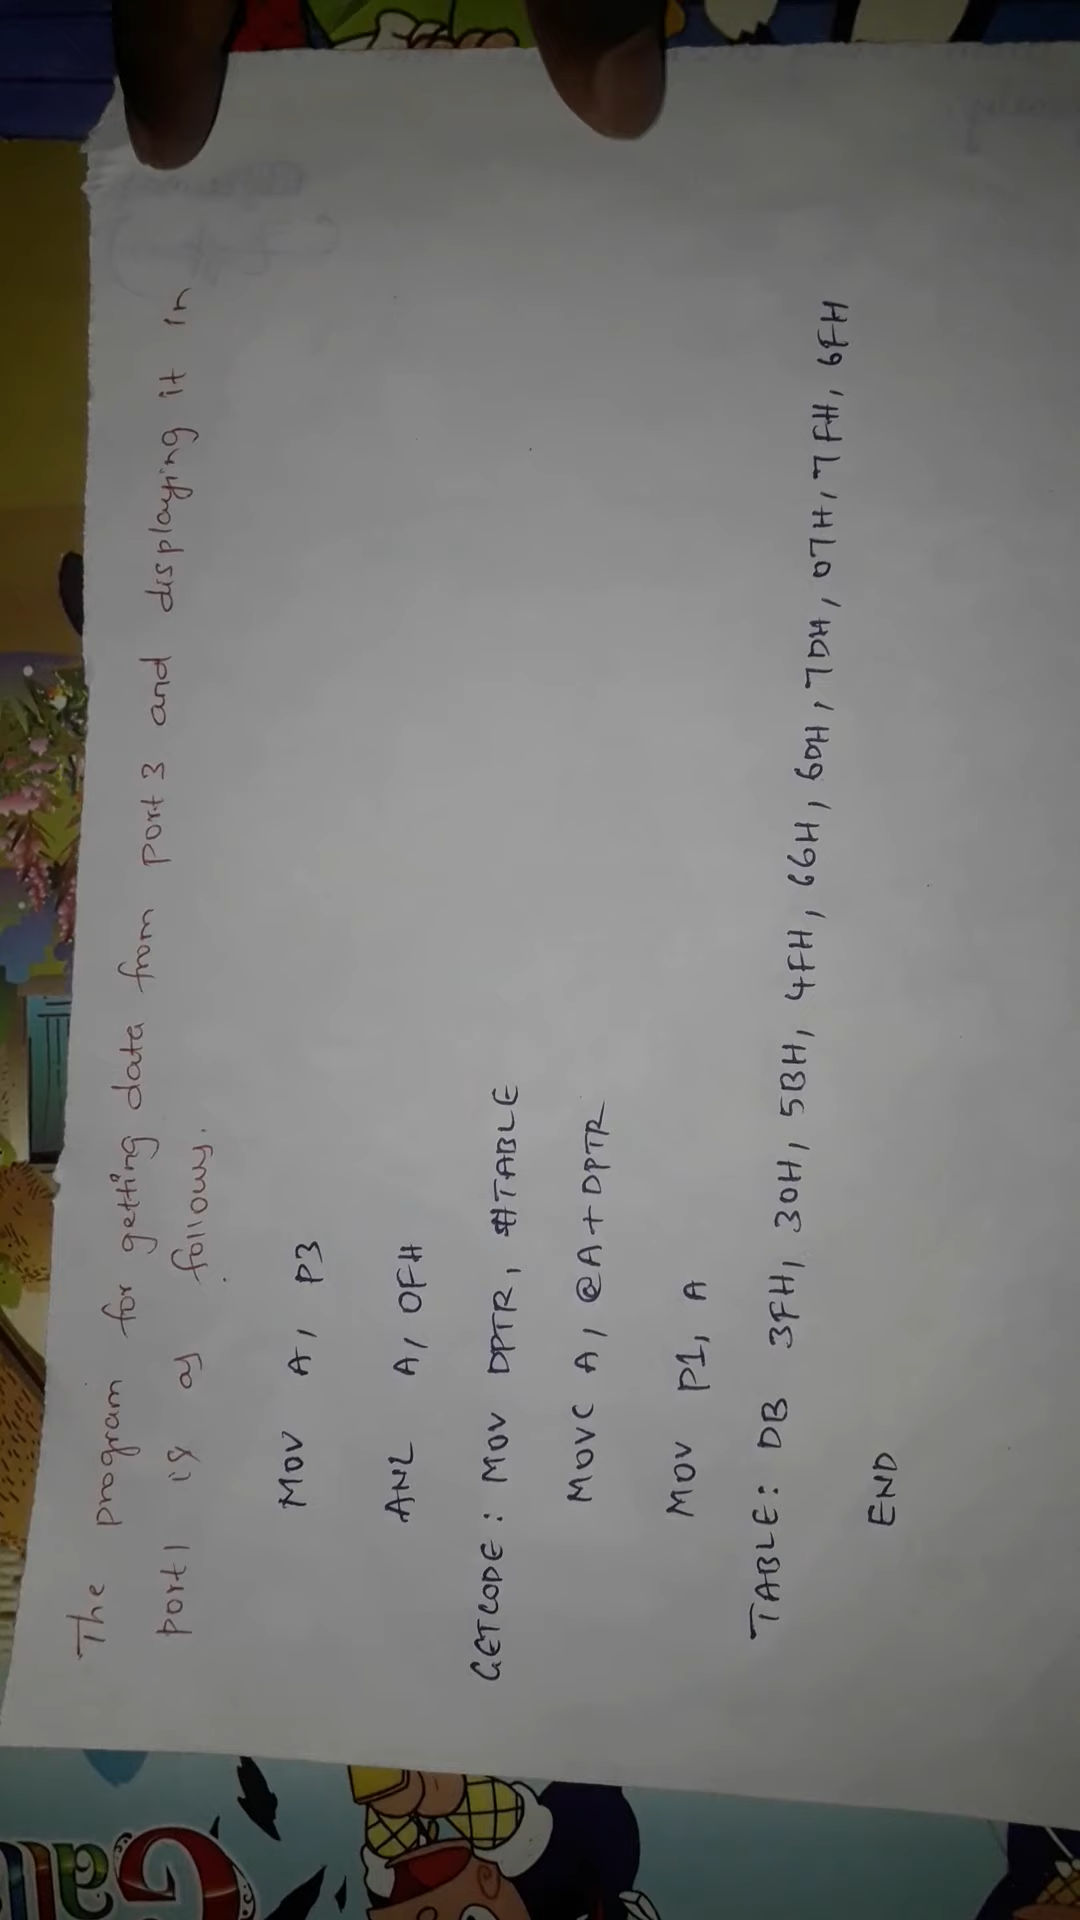 The program for getting data from port 3 and displaying it in
port 1 is as follows.
MOV A, P3
ANL A, 0FH
GETCODE: MOV DPTR, #TABLE
MOVC A, @A+DPTR
MOV P1, A
TABLE: DB 3FH, 30H, 5BH, 4FH, 66H, 6DH, 7DH, 07H, 7FH, 6FH
END